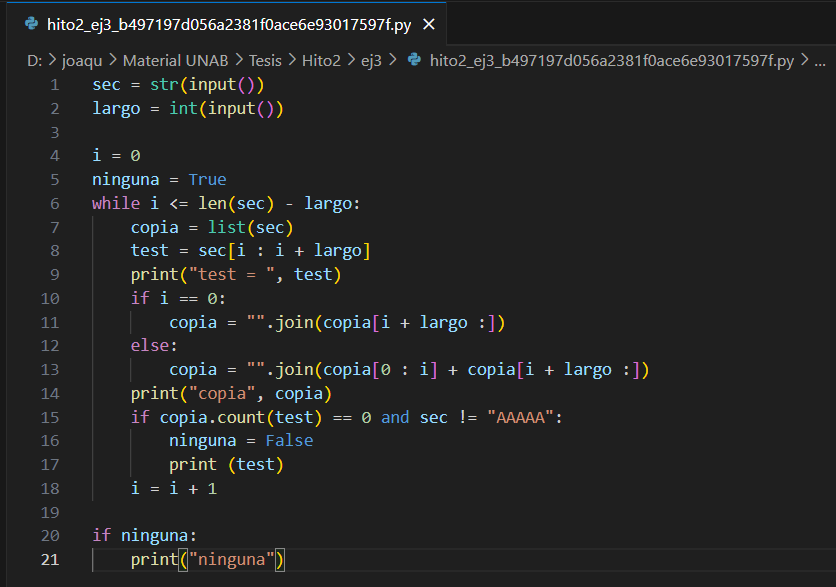 hito2_ej3_b497197d056a2381f0ace6e93017597f.py ×
D: > joaqu > Material UNAB > Tesis > Hito2 > ej3 > hito2_ej3_b497197d056a2381f0ace6e93017597f.py > ...
1 sec = str(input())
2 largo = int(input())
3
4 i = 0
5 ninguna = True
6 while i <= len(sec) - largo:
7     copia = list(sec)
8     test = sec[i : i + largo]
9     print("test = ", test)
10     if i == 0:
11         copia = "".join(copia[i + largo :])
12     else:
13         copia = "".join(copia[0 : i] + copia[i + largo :])
14     print("copia", copia)
15     if copia.count(test) == 0 and sec != "AAAAA":
16         ninguna = False
17         print (test)
18     i = i + 1
19
20 if ninguna:
21     print("ninguna")